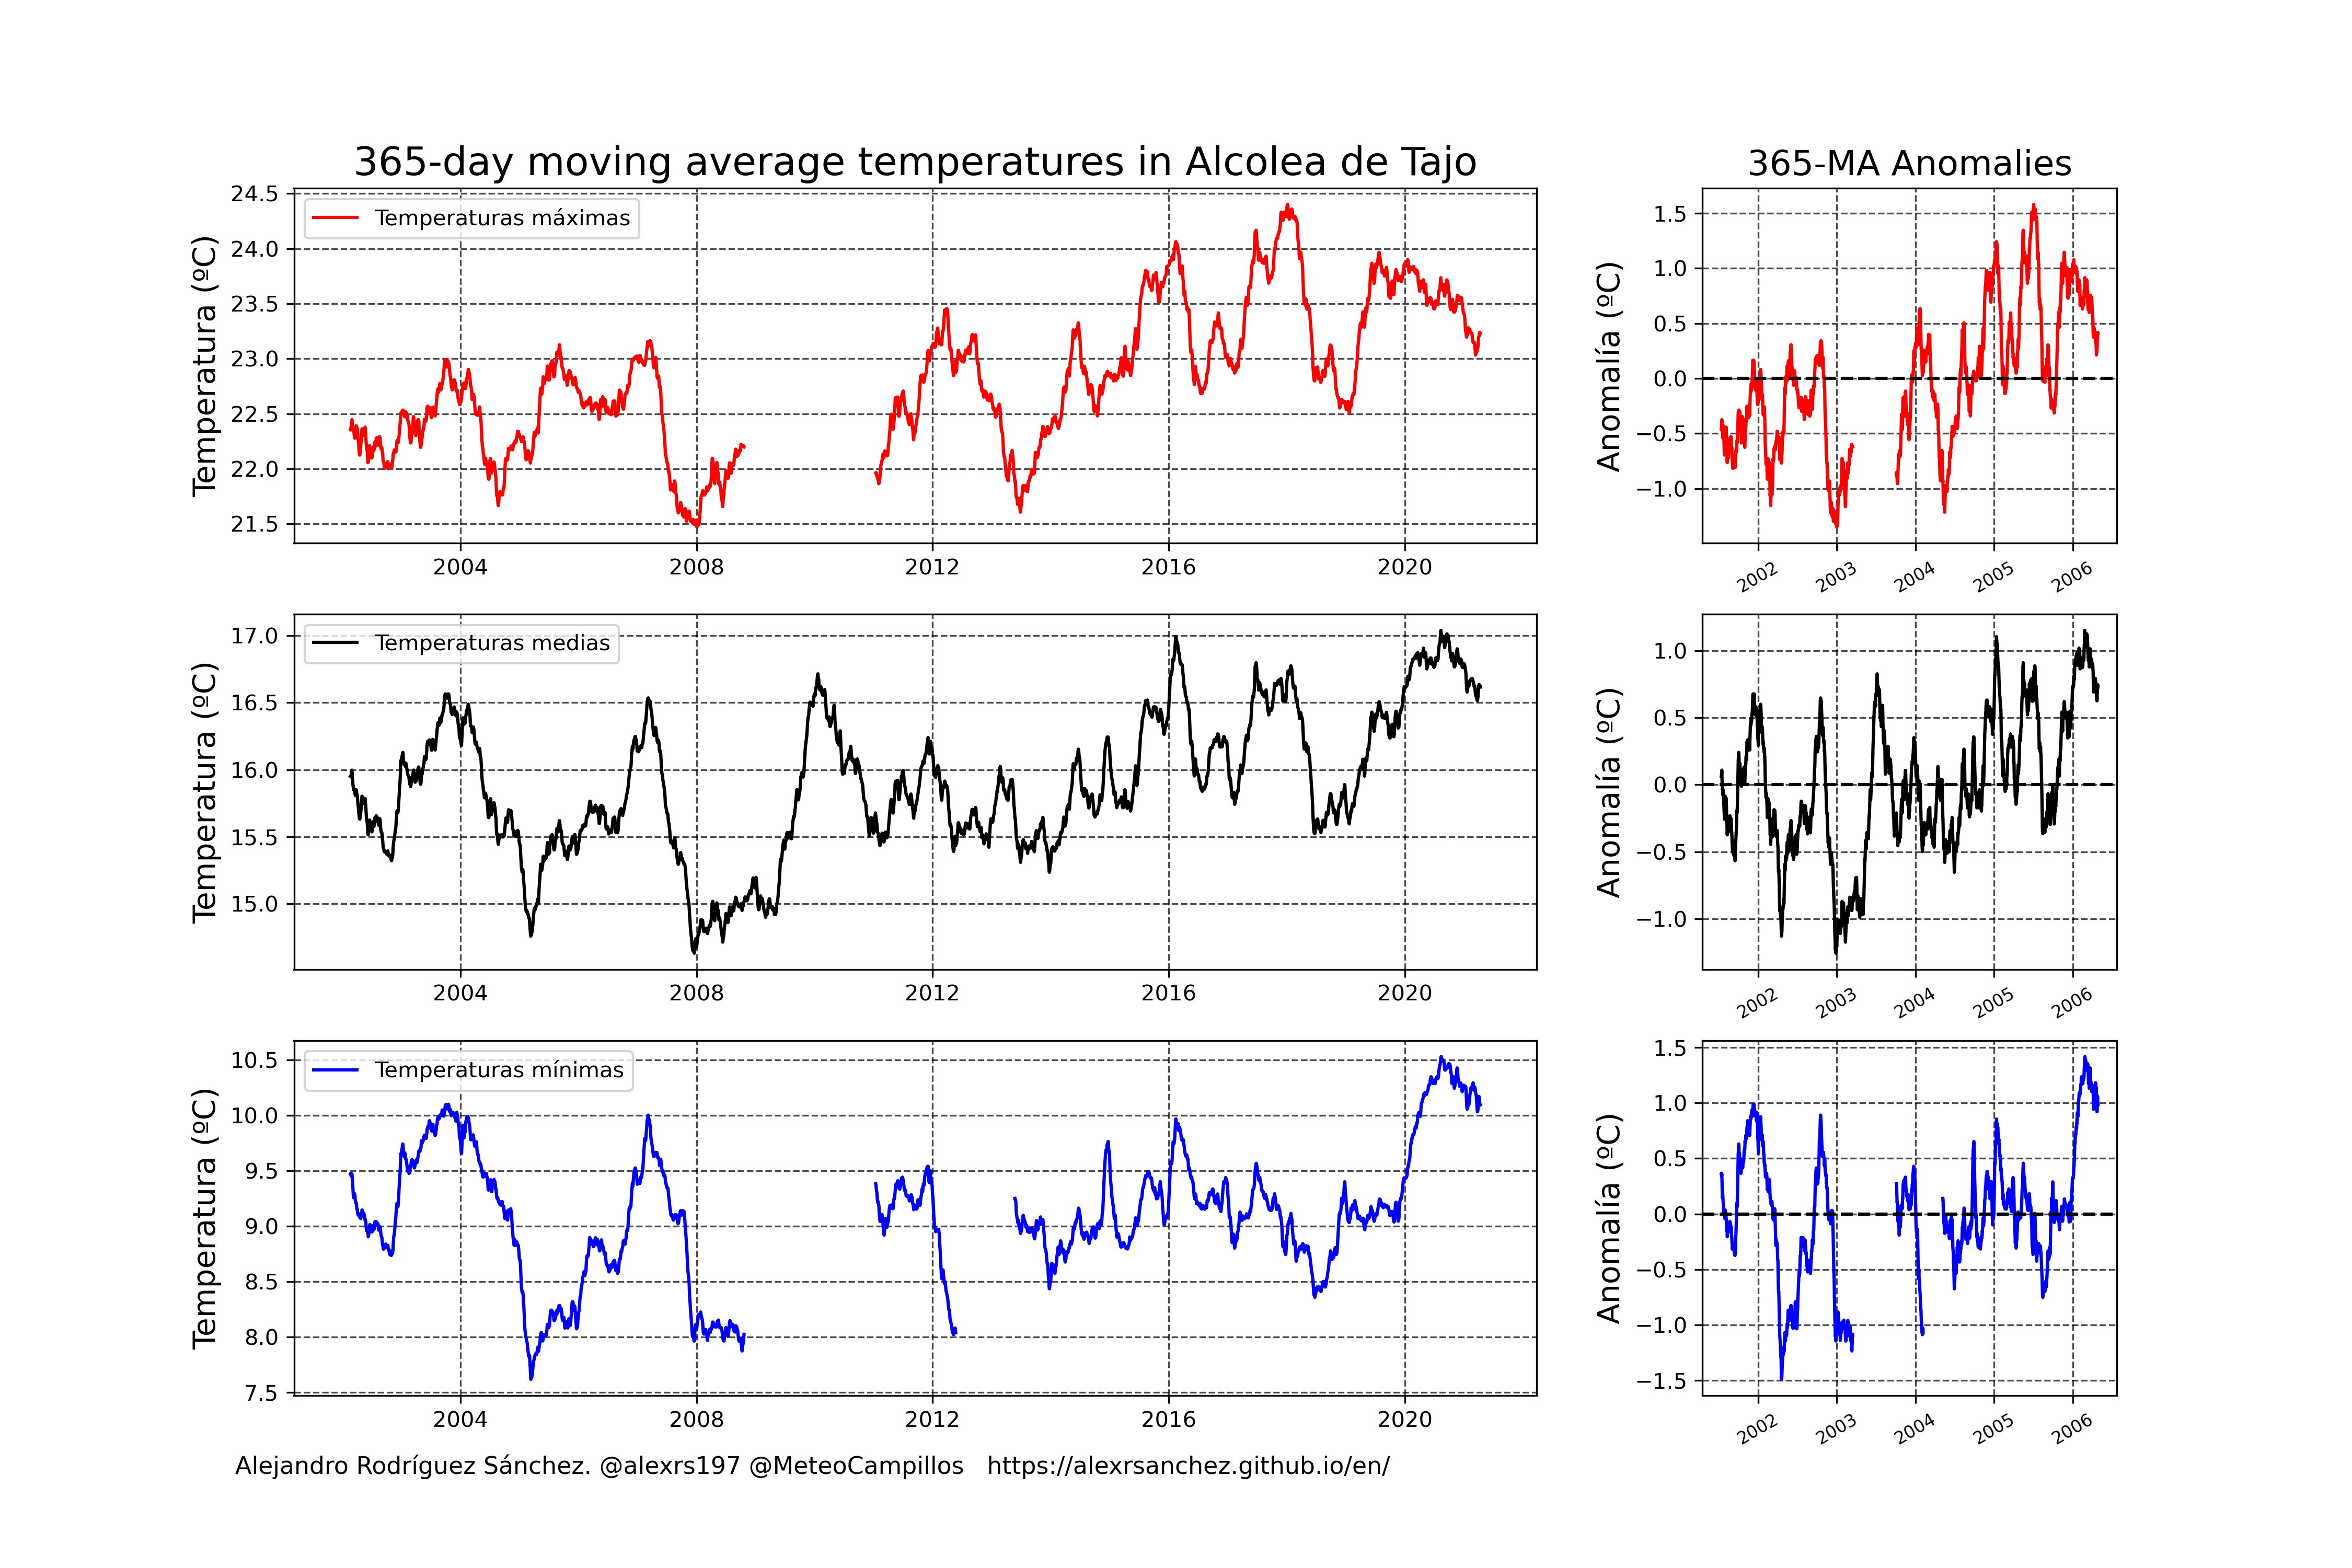 365-day moving average temperatures in Alcolea de Tajo
365-MA Anomalies
Temperatura (ºC)
24.5
24.0
23.5
23.0
22.5
22.0
21.5
Temperaturas máximas
2004 2008 2012 2016 2020
Anomalía (ºC)
1.5
1.0
0.5
0.0
−0.5
−1.0
2002 2003 2004 2005 2006
Temperatura (ºC)
17.0
16.5
16.0
15.5
15.0
Temperaturas medias
2004 2008 2012 2016 2020
Anomalía (ºC)
1.0
0.5
0.0
−0.5
−1.0
2002 2003 2004 2005 2006
Temperatura (ºC)
10.5
10.0
9.5
9.0
8.5
8.0
7.5
Temperaturas mínimas
2004 2008 2012 2016 2020
Anomalía (ºC)
1.5
1.0
0.5
0.0
−0.5
−1.0
−1.5
2002 2003 2004 2005 2006
Alejandro Rodríguez Sánchez. @alexrs197 @MeteoCampillos https://alexrsanchez.github.io/en/